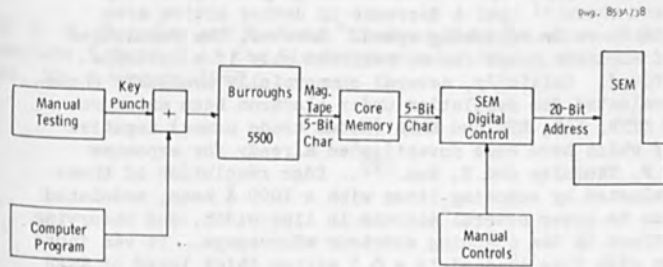 Dwg. 853A738
Manual
Testing
Key
Punch
+
Burroughs
5500
Mag.
Tape
5-Bit
Char
Core
Memory
5-Bit
Char
SEM
Digital
Control
20-Bit
Address
SEM
Computer
Program
Manual
Controls